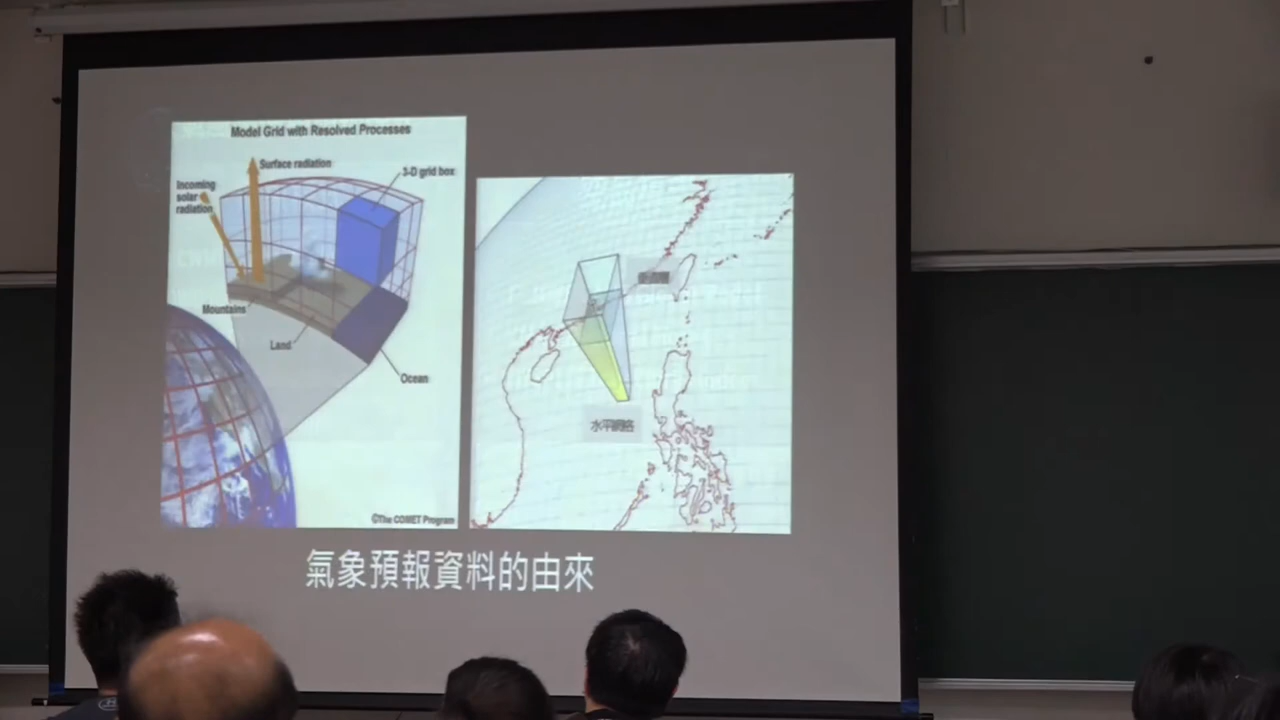 Model Grid with Resolved Processes
Surface radiation
3-D grid box
Incoming
solar
radiation
Mountains
Land
Ocean
水平網格
©The COMET Program
氣象預報資料的由來